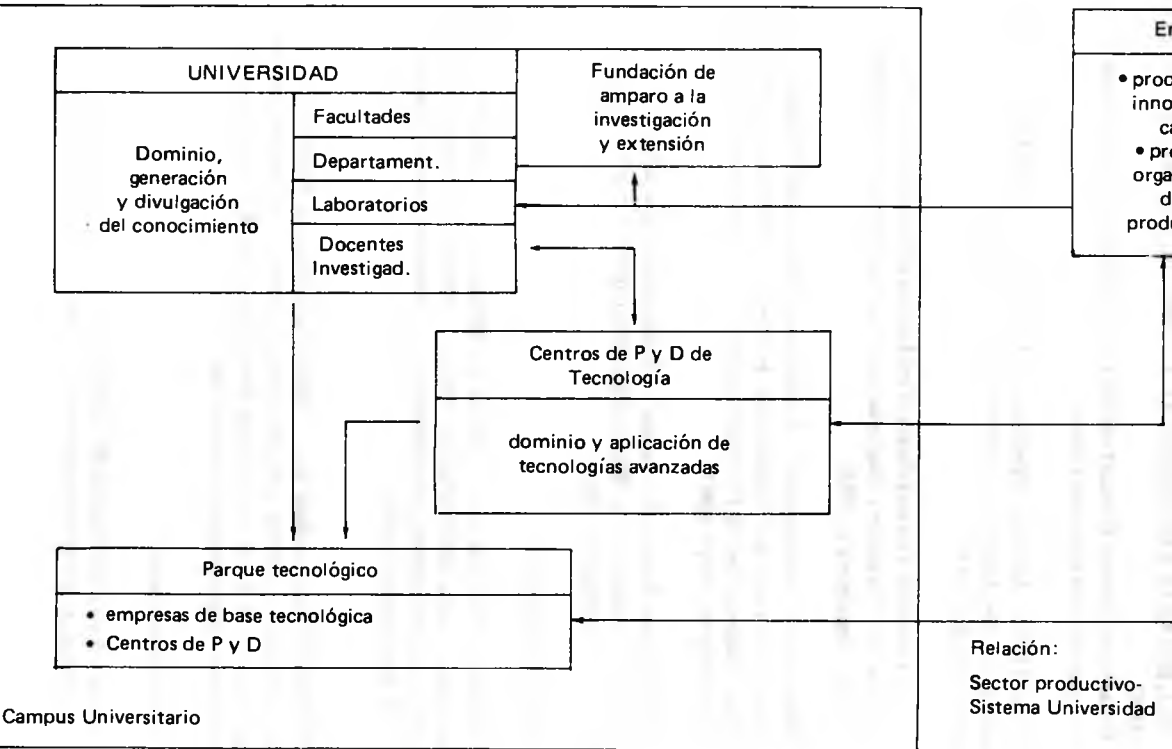 UNIVERSIDAD
Dominio,
generación
y divulgación
del conocimiento
Facultades
Departament.
Laboratorios
Docentes
Investigad.
Fundación de
amparo a la
investigación
y extensión
Centros de P y D de
Tecnología
dominio y aplicación de
tecnologías avanzadas
Parque tecnológico
• empresas de base tecnológica
• Centros de P y D
Campus Universitario
Relación:
Sector productivo-
Sistema Universidad